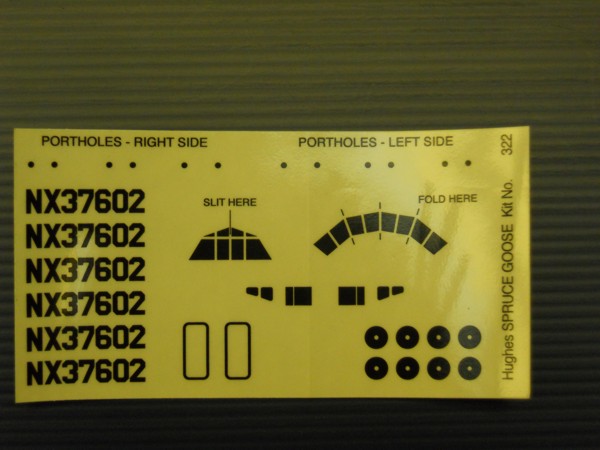 PORTHOLES - RIGHT SIDE
PORTHOLES - LEFT SIDE
NX37602
NX37602
NX37602
NX37602
NX37602
NX37602
SLIT HERE
FOLD HERE
Hughes SPRUCE GOOSE Kit No. 322